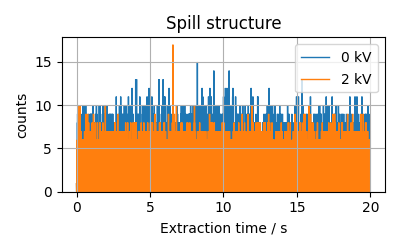 Spill structure
counts
15
10
5
0
0 kV
2 kV
0 5 10 15 20
Extraction time / s